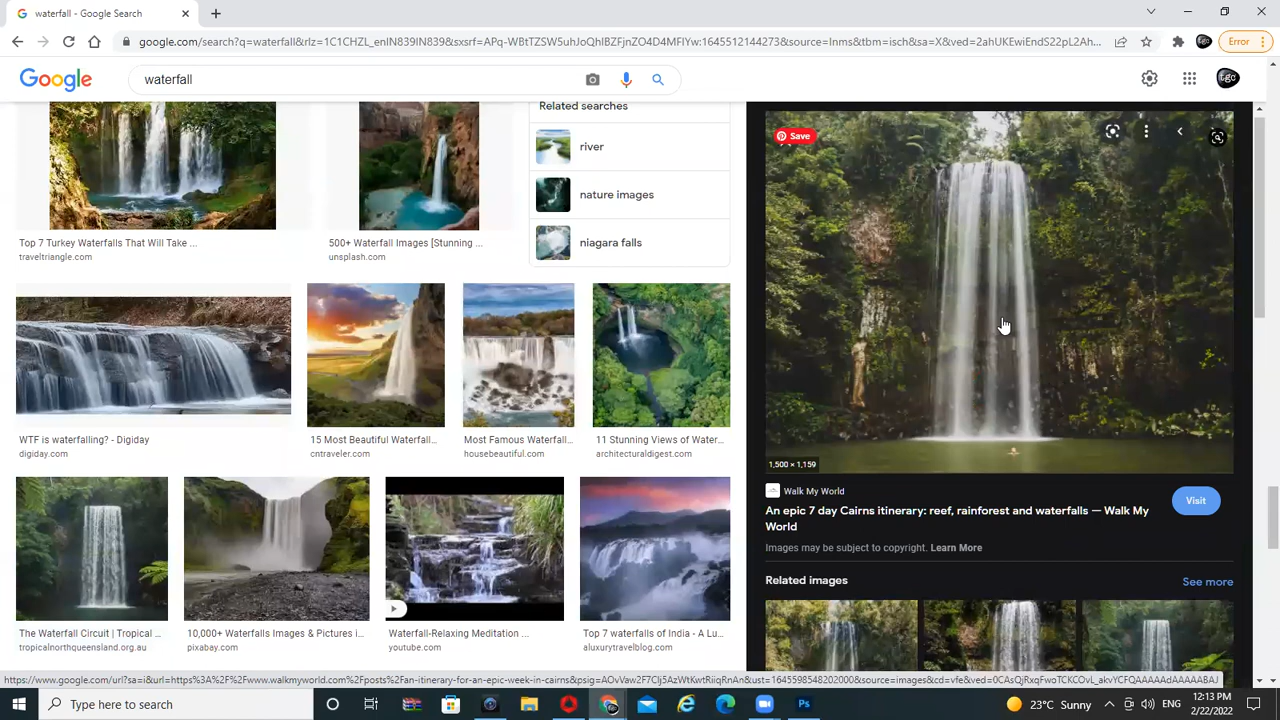 waterfall - Google Search
google.com/search?q=waterfall&rlz=1C1CHZL_enIN839IN839&sxsrf=APq-WBtTZSW5uhJoQhlBZFjnZO4D4MFIYw:1645512144273&source=lnms&tbm=isch&sa=X&ved=2ahUKEwiEndS22pL2Ah...
Error
Google
waterfall
Related searches
river
nature images
niagara falls
Top 7 Turkey Waterfalls That Will Take ...
traveltriangle.com
500+ Waterfall Images [Stunning ...
unsplash.com
WTF is waterfalling? - Digiday
digiday.com
15 Most Beautiful Waterfall...
cntraveler.com
Most Famous Waterfall...
housebeautiful.com
11 Stunning Views of Water...
architecturaldigest.com
The Waterfall Circuit | Tropical ...
tropicalnorthqueensland.org.au
10,000+ Waterfalls Images & Pictures i...
pixabay.com
Waterfall-Relaxing Meditation ...
youtube.com
Top 7 waterfalls of India - A Lu...
aluxurytravelblog.com
Save
1,500 × 1,159
Walk My World
An epic 7 day Cairns itinerary: reef, rainforest and waterfalls — Walk My
World
Visit
Images may be subject to copyright. Learn More
Related images
See more
Type here to search
23°C Sunny
ENG
12:13 PM
2/22/2022